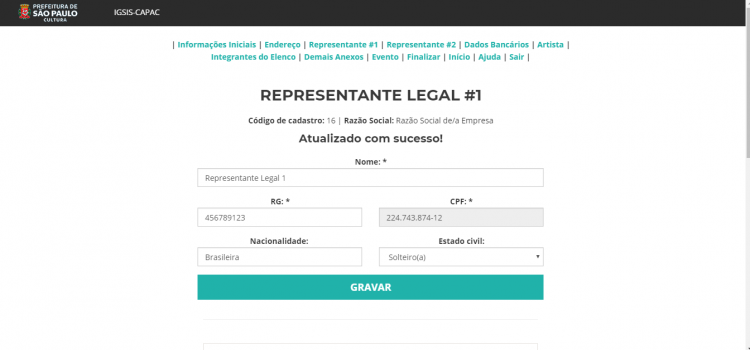 PREFEITURA DE
SÃO PAULO
CULTURA
IGSIS-CAPAC
| Informações Iniciais | Endereço | Representante #1 | Representante #2 | Dados Bancários | Artista |
Integrantes do Elenco | Demais Anexos | Evento | Finalizar | Início | Ajuda | Sair |
REPRESENTANTE LEGAL #1
Código de cadastro: 16 | Razão Social: Razão Social de/a Empresa
Atualizado com sucesso!
Nome: *
Representante Legal 1
RG: * CPF: *
456789123 224.743.874-12
Nacionalidade: Estado civil:
Brasileira Solteiro(a)
GRAVAR